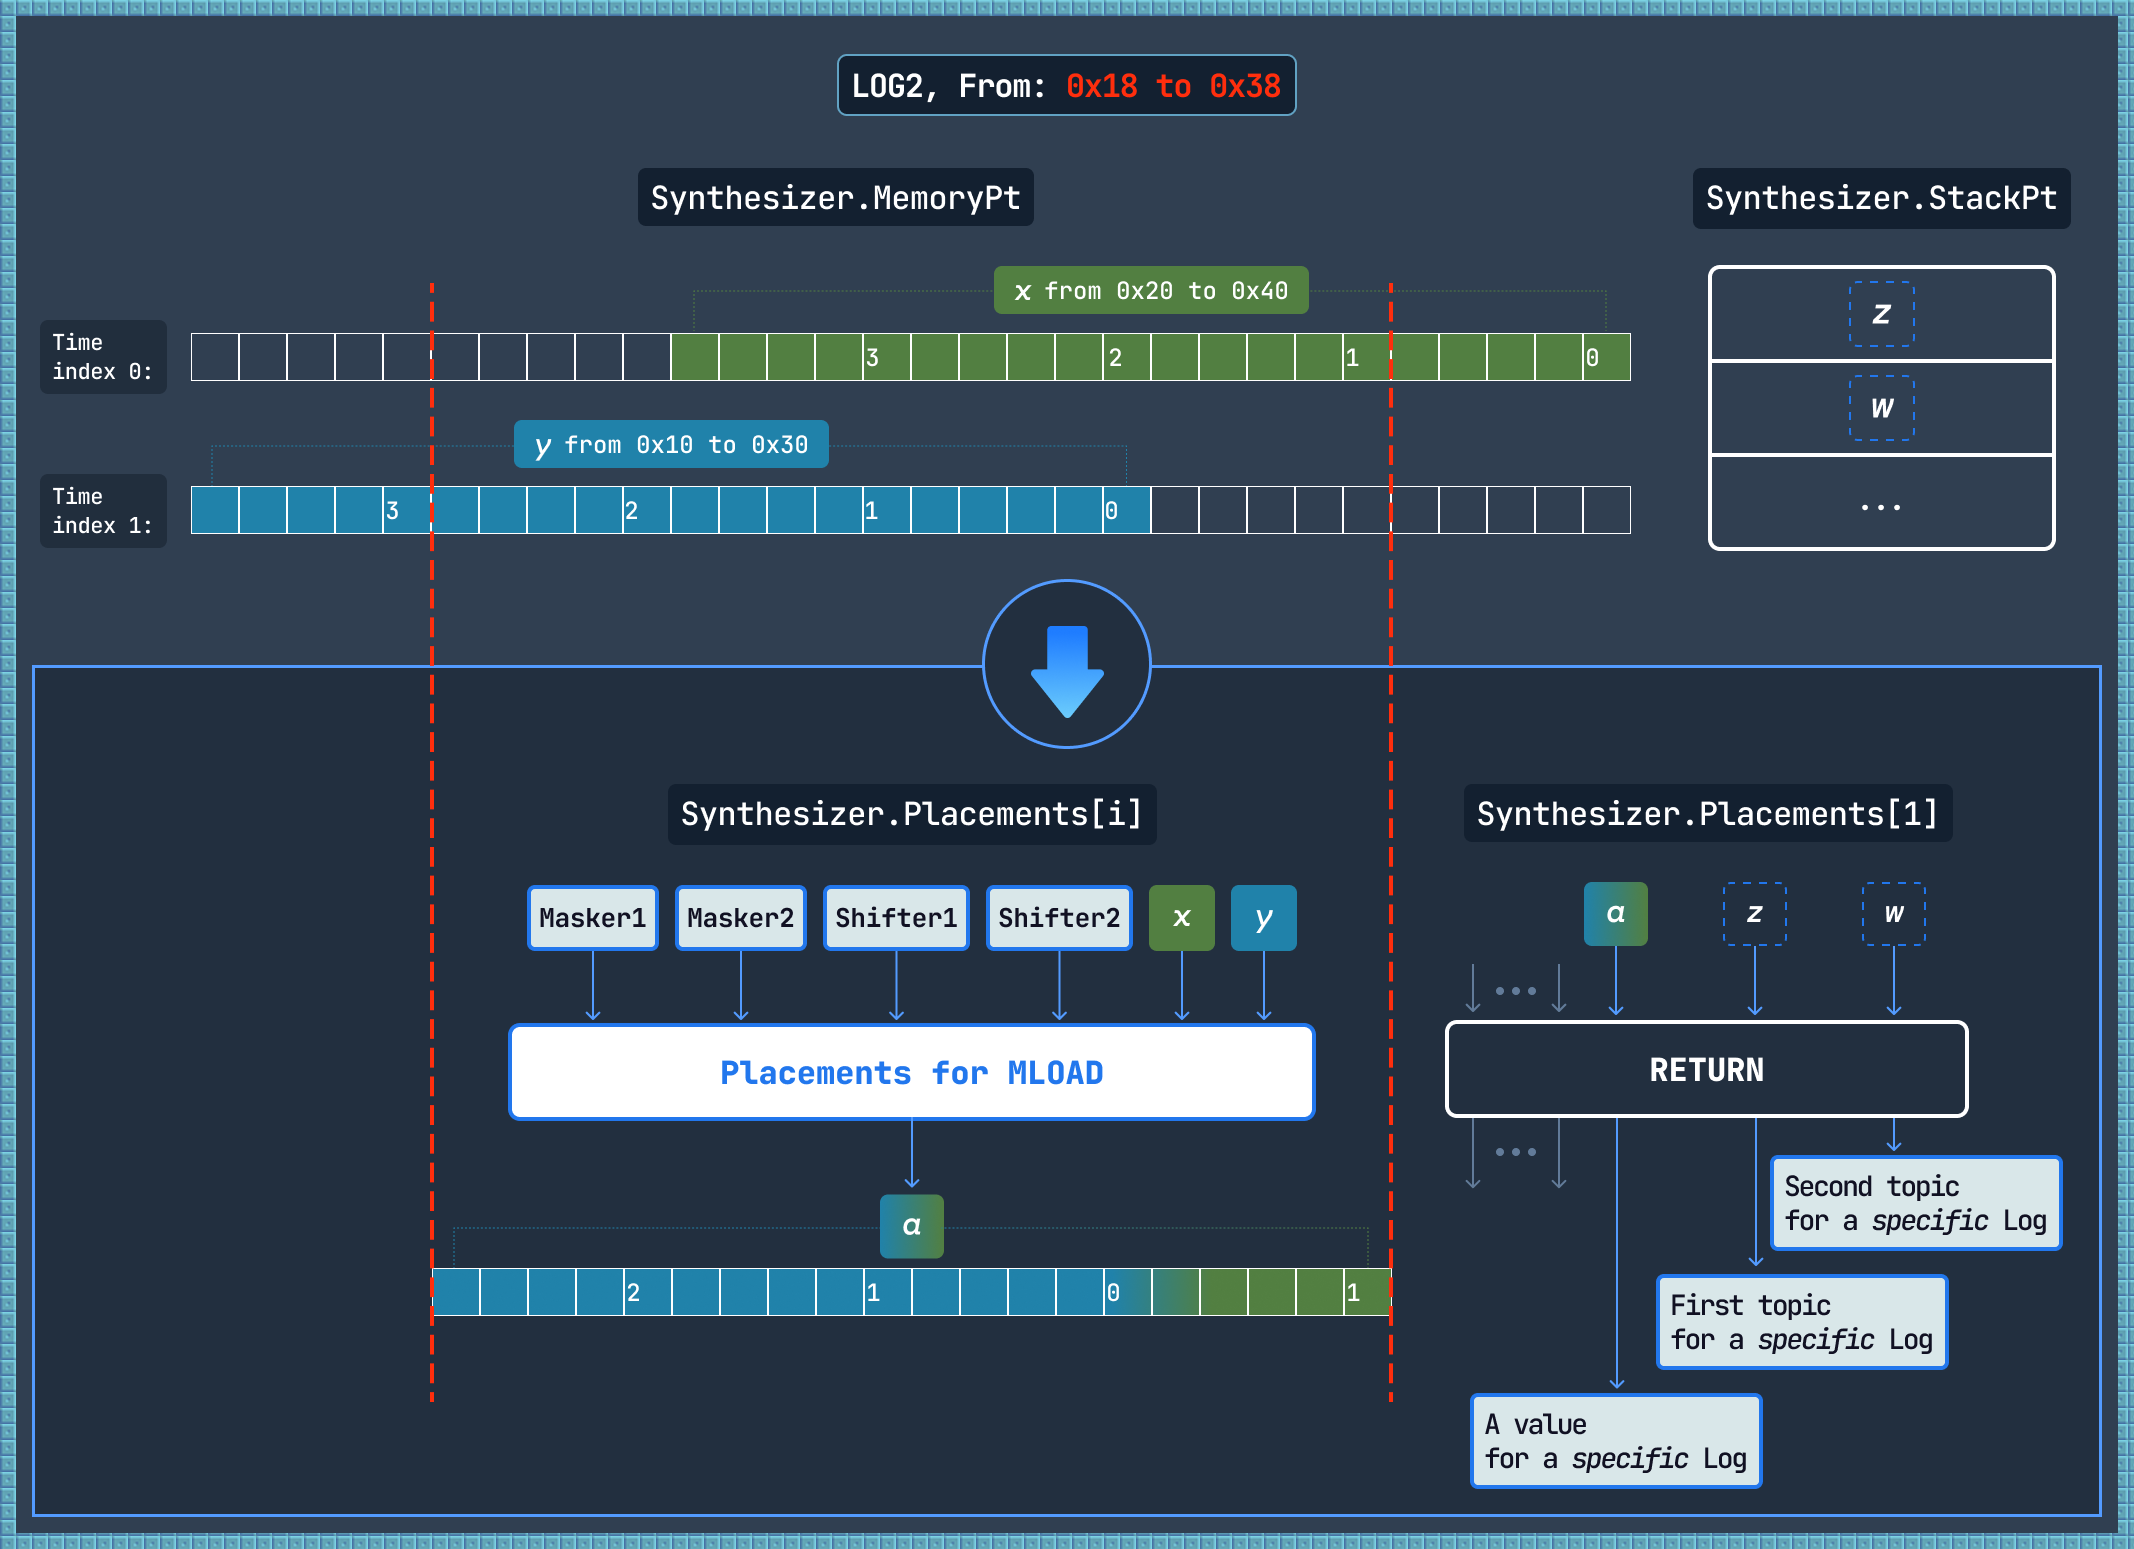 LOG2, From: 0x18 to 0x38
Synthesizer.MemoryPt
Synthesizer.StackPt
x from 0x20 to 0x40
Time
index 0:
3 2 1 0
y from 0x10 to 0x30
Time
index 1:
3 2 1 0
z
w
...
Synthesizer.Placements[i]
Masker1
Masker2
Shifter1
Shifter2
x
y
Placements for MLOAD
a
2 1 0 1
Synthesizer.Placements[1]
a
z
w
...
RETURN
...
Second topic
for a specific Log
First topic
for a specific Log
A value
for a specific Log